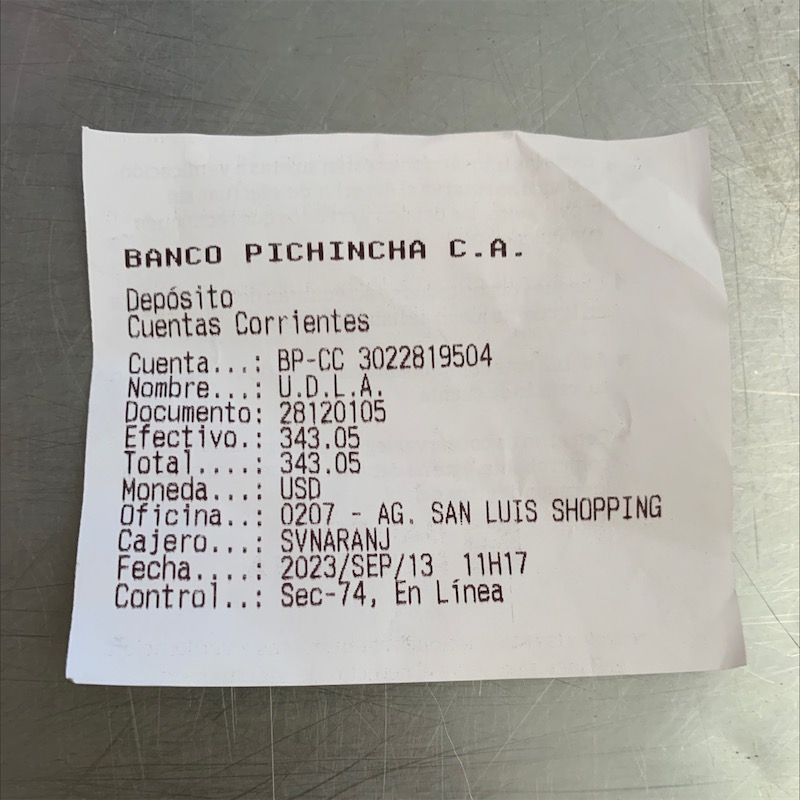 BANCO PICHINCHA C.A.
Depósito
Cuentas Corrientes
Cuenta...: BP-CC 3022819504
Nombre...: U.D.L.A.
Documento: 28120105
Efectivo.: 343.05
Total....: 343.05
Moneda...: USD
Oficina..: 0207 - AG. SAN LUIS SHOPPING
Cajero...: SVNARANJ
Fecha....: 2023/SEP/13 11H17
Control..: Sec-74, En Línea